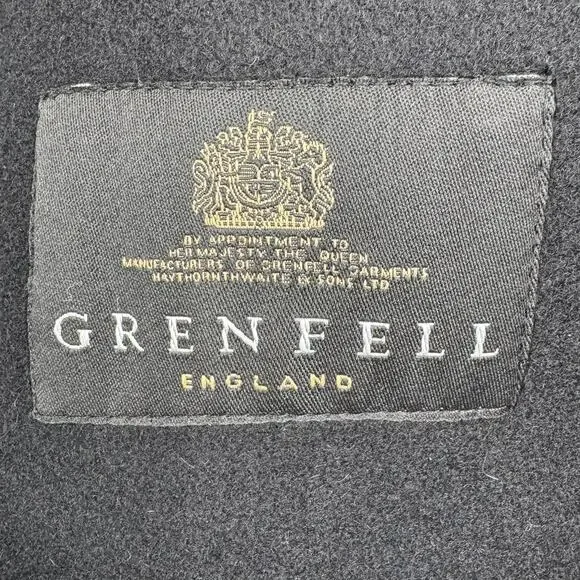 BY APPOINTMENT TO
HER MAJESTY THE QUEEN
MANUFACTURERS OF GRENFELL GARMENTS
HAYTHORNTHWAITE & SONS LTD
GRENFELL
ENGLAND